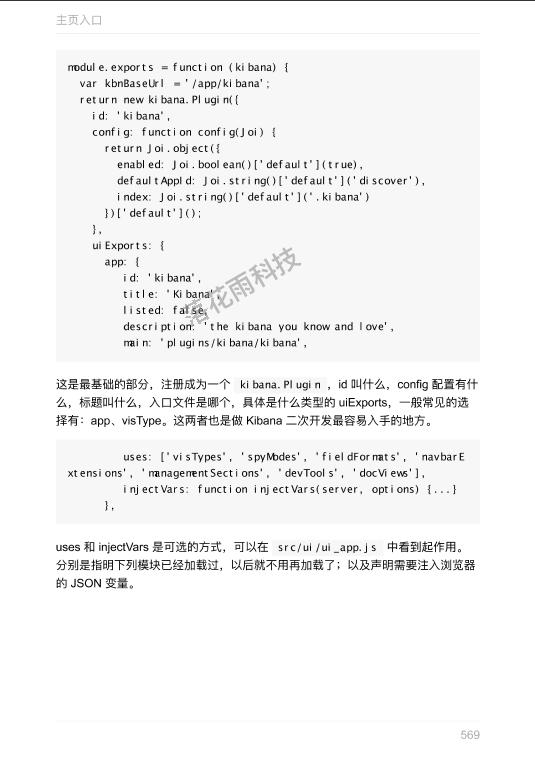 主页入口
module.exports = function (kibana) {
  var kbnBaseUrl = '/app/kibana';
  return new kibana.Plugin({
    id: 'kibana',
    config: function config(Joi) {
      return Joi.object({
        enabled: Joi.boolean()['default'](true),
        defaultAppId: Joi.string()['default']('discover'),
        index: Joi.string()['default']('.kibana')
      })['default']();
    },
    uiExports: {
      app: {
         id: 'kibana',
         title: 'Kibana',
         listed: false,
         description: 'the kibana you know and love',
         main: 'plugins/kibana/kibana',
落花雨科技
这是最基础的部分，注册成为一个 kibana.Plugin ，id 叫什么，config 配置有什
么，标题叫什么，入口文件是哪个，具体是什么类型的 uiExports，一般常见的选
择有：app、visType。这两者也是做 Kibana 二次开发最容易入手的地方。
         uses: ['visTypes', 'spyModes', 'fieldFormats', 'navbarE
xtensions', 'managementSections', 'devTools', 'docViews'],
         injectVars: function injectVars(server, options) {...}
      },
uses 和 injectVars 是可选的方式，可以在 src/ui/ui_app.js 中看到起作用。
分别是指明下列模块已经加载过，以后就不用再加载了；以及声明需要注入浏览器
的 JSON 变量。
569